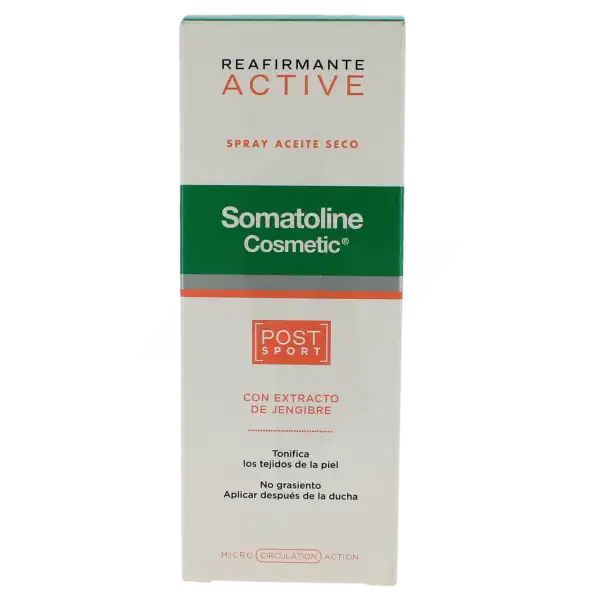 REAFIRMANTE
ACTIVE
SPRAY ACEITE SECO
Somatoline
Cosmetic®
POST
SPORT
CON EXTRACTO
DE JENGIBRE
Tonifica
los tejidos de la piel
No grasiento
Aplicar después de la ducha
MICRO CIRCULATION ACTION